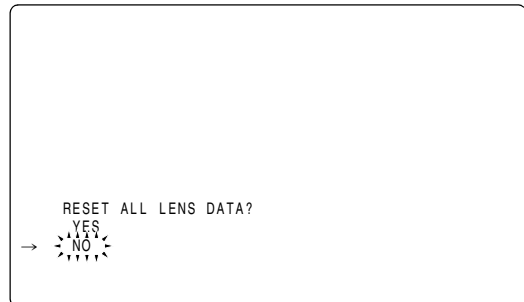 RESET ALL LENS DATA?
YES
→ NO